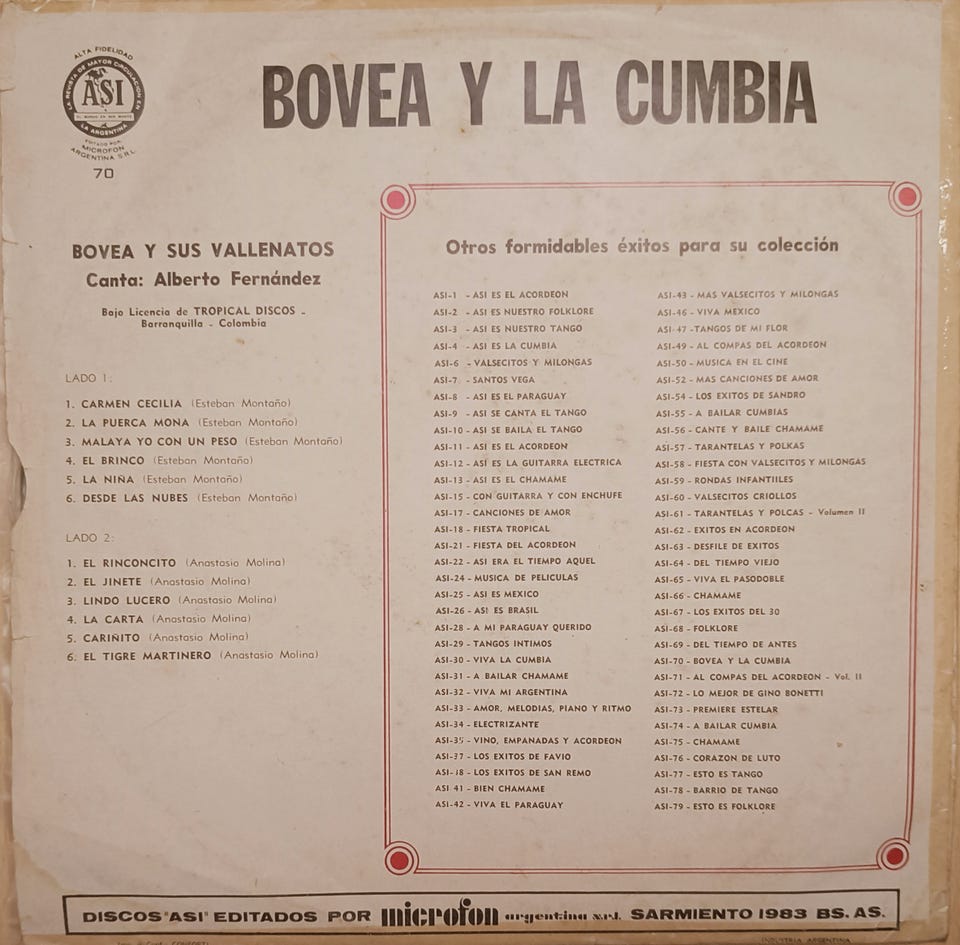 ALTA FIDELIDAD
LA REVISTA DE MAYOR CIRCULACION EN
ASI
EL MUNDO EN SUS MANOS
LA ARGENTINA
EDITADO POR:
MICROFON
ARGENTINA S.R.L.
70
BOVEA Y LA CUMBIA
BOVEA Y SUS VALLENATOS
Canta: Alberto Fernández
Bajo Licencia de TROPICAL DISCOS -
Barranquilla - Colombia
LADO 1:
1. CARMEN CECILIA (Esteban Montaño)
2. LA PUERCA MONA (Esteban Montaño)
3. MALAYA YO CON UN PESO (Esteban Montaño)
4. EL BRINCO (Esteban Montaño)
5. LA NIÑA (Esteban Montaño)
6. DESDE LAS NUBES (Esteban Montaño)
LADO 2:
1. EL RINCONCITO (Anastasio Molina)
2. EL JINETE (Anastasio Molina)
3. LINDO LUCERO (Anastasio Molina)
4. LA CARTA (Anastasio Molina)
5. CARIÑITO (Anastasio Molina)
6. EL TIGRE MARTINERO (Anastasio Molina)
Otros formidables éxitos para su colección
ASI-1 - ASI ES EL ACORDEON
ASI-2 - ASI ES NUESTRO FOLKLORE
ASI-3 - ASI ES NUESTRO TANGO
ASI-4 - ASI ES LA CUMBIA
ASI-6 - VALSECITOS Y MILONGAS
ASI-7 - SANTOS VEGA
ASI-8 - ASI ES EL PARAGUAY
ASI-9 - ASI SE CANTA EL TANGO
ASI-10 - ASI SE BAILA EL TANGO
ASI-11 - ASI ES EL ACORDEON
ASI-12 - ASI ES LA GUITARRA ELECTRICA
ASI-13 - ASI ES EL CHAMAME
ASI-15 - CON GUITARRA Y CON ENCHUFE
ASI-17 - CANCIONES DE AMOR
ASI-18 - FIESTA TROPICAL
ASI-21 - FIESTA DEL ACORDEON
ASI-22 - ASI ERA EL TIEMPO AQUEL
ASI-24 - MUSICA DE PELICULAS
ASI-25 - ASI ES MEXICO
ASI-26 - ASI ES BRASIL
ASI-28 - A MI PARAGUAY QUERIDO
ASI-29 - TANGOS INTIMOS
ASI-30 - VIVA LA CUMBIA
ASI-31 - A BAILAR CHAMAME
ASI-32 - VIVA MI ARGENTINA
ASI-33 - AMOR, MELODIAS, PIANO Y RITMO
ASI-34 - ELECTRIZANTE
ASI-35 - VINO, EMPANADAS Y ACORDEON
ASI-37 - LOS EXITOS DE FAVIO
ASI-38 - LOS EXITOS DE SAN REMO
ASI 41 - BIEN CHAMAME
ASI-42 - VIVA EL PARAGUAY
ASI-43 - MAS VALSECITOS Y MILONGAS
ASI-46 - VIVA MEXICO
ASI-47 - TANGOS DE MI FLOR
ASI-49 - AL COMPAS DEL ACORDEON
ASI-50 - MUSICA EN EL CINE
ASI-52 - MAS CANCIONES DE AMOR
ASI-54 - LOS EXITOS DE SANDRO
ASI-55 - A BAILAR CUMBIAS
ASI-56 - CANTE Y BAILE CHAMAME
ASI-57 - TARANTELAS Y POLKAS
ASI-58 - FIESTA CON VALSECITOS Y MILONGAS
ASI-59 - RONDAS INFANTIILES
ASI-60 - VALSECITOS CRIOLLOS
ASI-61 - TARANTELAS Y POLCAS - Volumen II
ASI-62 - EXITOS EN ACORDEON
ASI-63 - DESFILE DE EXITOS
ASI-64 - DEL TIEMPO VIEJO
ASI-65 - VIVA EL PASODOBLE
ASI-66 - CHAMAME
ASI-67 - LOS EXITOS DEL 30
ASI-68 - FOLKLORE
ASI-69 - DEL TIEMPO DE ANTES
ASI-70 - BOVEA Y LA CUMBIA
ASI-71 - AL COMPAS DEL ACORDEON - Vol. II
ASI-72 - LO MEJOR DE GINO BONETTI
ASI-73 - PREMIERE ESTELAR
ASI-74 - A BAILAR CUMBIA
ASI-75 - CHAMAME
ASI-76 - CORAZON DE LUTO
ASI-77 - ESTO ES TANGO
ASI-78 - BARRIO DE TANGO
ASI-79 - ESTO ES FOLKLORE
DISCOS "ASI" EDITADOS POR microfon argentina s.r.l. SARMIENTO 1983 BS. AS.
INDUSTRIA ARGENTINA